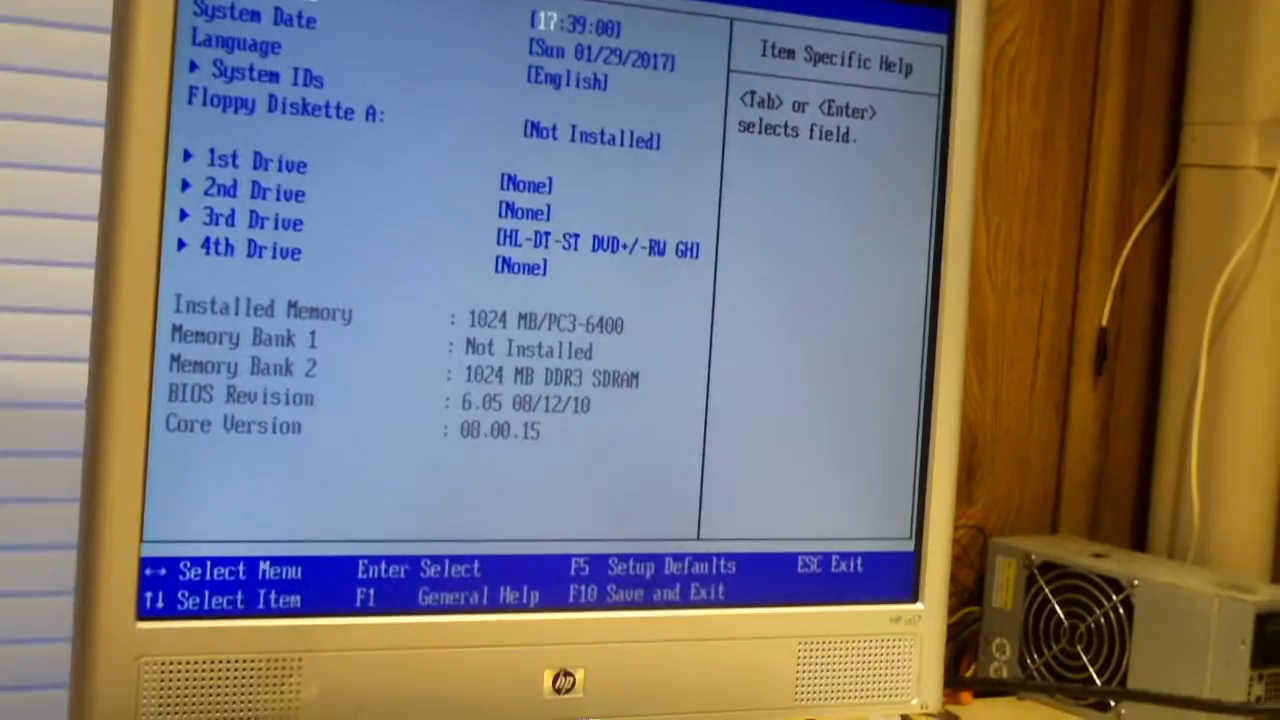 System Date [17:39:00]
Language [Sun 01/29/2017]
System IDs [English]
Floppy Diskette A: [Not Installed]
1st Drive [None]
2nd Drive [None]
3rd Drive [HL-DT-ST DVD+/-RW GH]
4th Drive [None]
Installed Memory : 1024 MB/PC3-6400
Memory Bank 1 : Not Installed
Memory Bank 2 : 1024 MB DDR3 SDRAM
BIOS Revision : 6.05 08/12/10
Core Version : 08.00.15
Item Specific Help
<Tab> or <Enter>
selects field.
↔ Select Menu Enter Select F5 Setup Defaults ESC Exit
↑↓ Select Item F1 General Help F10 Save and Exit
hp